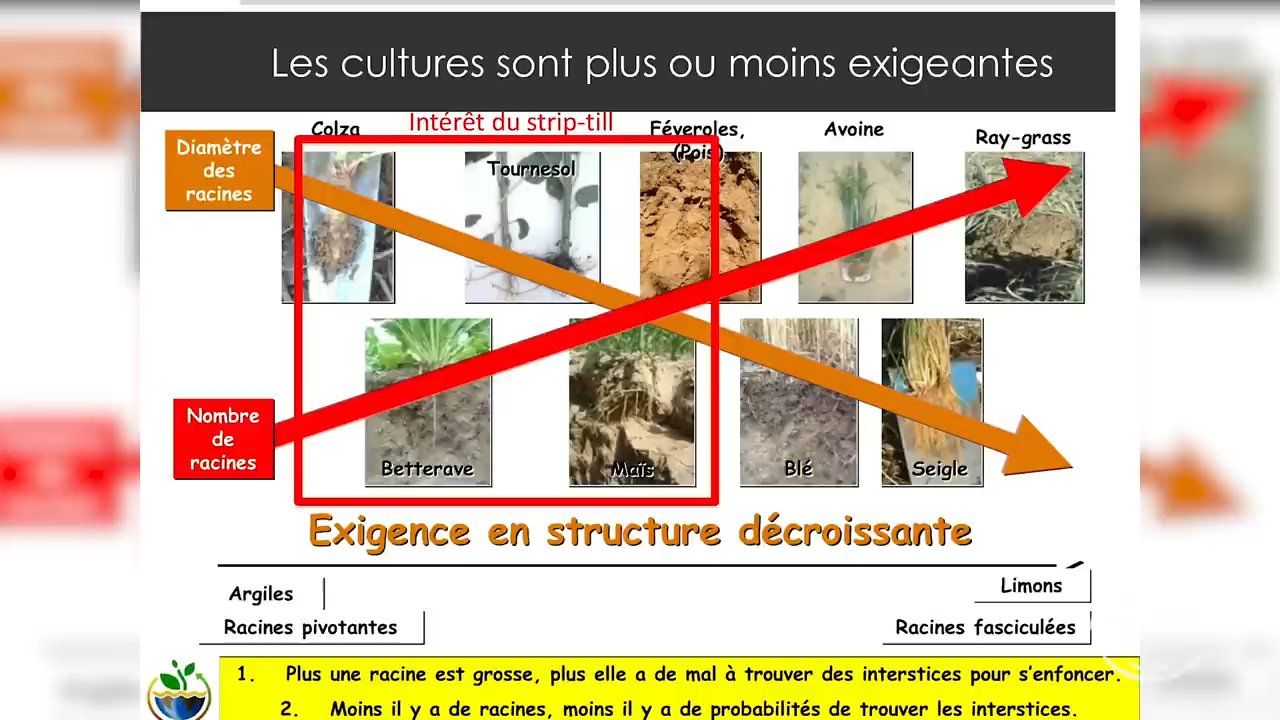 Les cultures sont plus ou moins exigeantes
Intérêt du strip-till
Colza
Féveroles,
(Pois)
Avoine
Ray-grass
Diamètre
des
racines
Tournesol
Nombre
de
racines
Betterave
Maïs
Blé
Seigle
Exigence en structure décroissante
Argiles
Limons
Racines pivotantes
Racines fasciculées
1. Plus une racine est grosse, plus elle a de mal à trouver des interstices pour s’enfoncer.
2. Moins il y a de racines, moins il y a de probabilités de trouver les interstices.